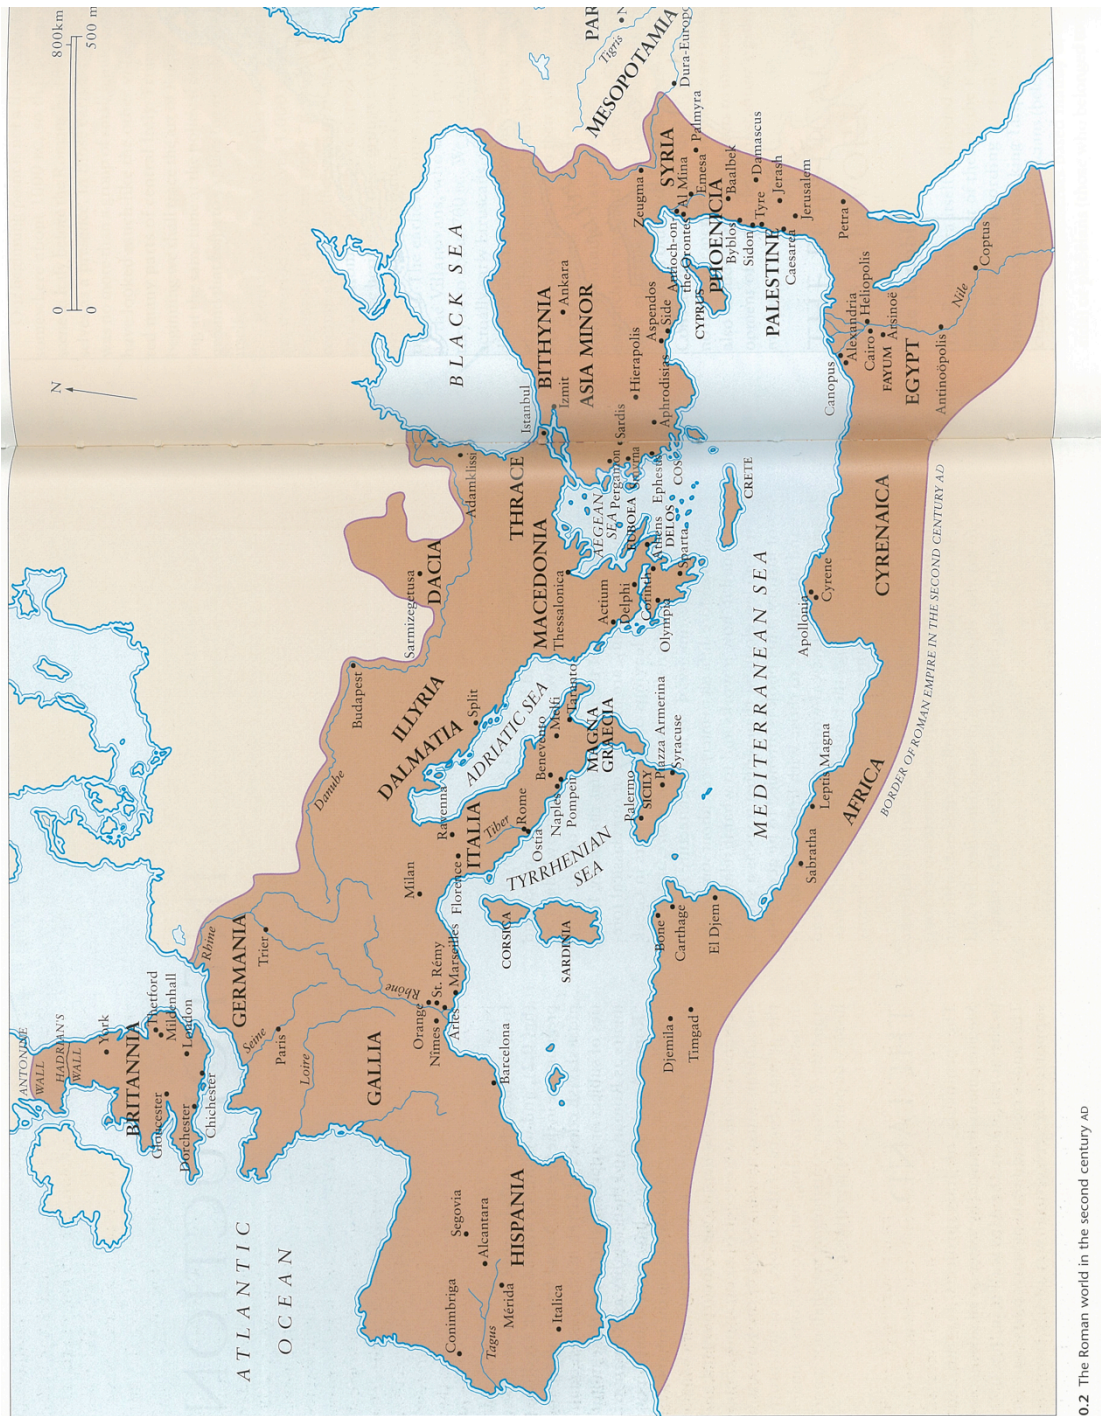 ANTONINE
WALL
HADRIAN'S
WALL
York
BRITANNIA
Thetford
Mildenhall
London
Gloucester
Dorchester
Chichester
ATLANTIC
OCEAN
Rhine
GERMANIA
Trier
Seine
Paris
Loire
GALLIA
Rhône
Orange
St. Rémy
Nîmes
Arles
Marseilles
Barcelona
Segovia
Alcantara
HISPANIA
Conimbriga
Tagus
Mérida
Italica
Milan
Florence
Ravenna
ITALIA
Tiber
Rome
Ostia
Naples
Pompeii
Benevento
Melfi
Taranto
MAGNA
GRAECIA
CORSICA
SARDINIA
TYRRHENIAN
SEA
Palermo
SICILY
Piazza Armerina
Syracuse
Danube
Budapest
ILLYRIA
DALMATIA
Split
ADRIATIC SEA
Sarmizegetusa
DACIA
Adamklissi
THRACE
MACEDONIA
Thessalonica
Actium
Delphi
Corinth
Olympia
Athens
Sparta
EUBOEA
DELOS
AEGEAN
SEA
CRETE
COS
BLACK SEA
Istanbul
BITHYNIA
Izmit
Ankara
ASIA MINOR
Pergamon
Sardis
Smyrna
Ephesus
Hierapolis
Aphrodisias
Aspendos
Side
CYPRUS
Zeugma
SYRIA
Antioch-on-
the-Orontes
Al Mina
Emesa
Palmyra
PHOENICIA
Baalbek
Byblos
Damascus
Sidon
Tyre
Jerash
PALESTINE
Caesarea
Jerusalem
Petra
PAR
N
Tigris
MESOPOTAMIA
Dura-Europ
MEDITERRANEAN SEA
Bone
Carthage
El Djem
Djemila
Timgad
Sabratha
Leptis Magna
AFRICA
Apollonia
Cyrene
CYRENAICA
Canopus
Alexandria
Cairo
Heliopolis
FAYUM
Arsinoë
EGYPT
Antinoöpolis
Nile
Coptus
BORDER OF ROMAN EMPIRE IN THE SECOND CENTURY AD
N
0
800km
0
500 m
0.2 The Roman world in the second century AD